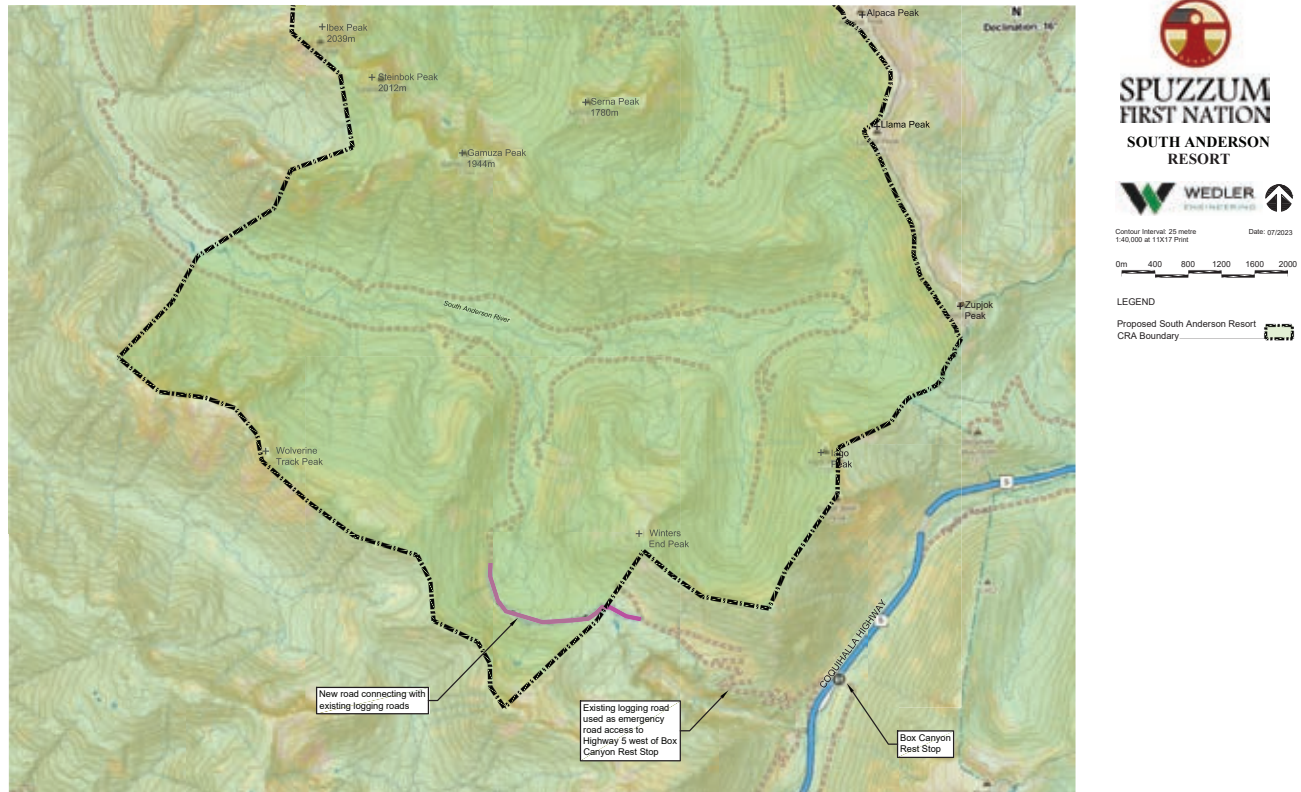 Ibex Peak
2039m
Steinbok Peak
2012m
Serna Peak
1780m
Gamuza Peak
1944m
Alpaca Peak
N
Declination 16°
Llama Peak
Zupjok
Peak
South Anderson River
Wolverine
Track Peak
Iago
Peak
Winters
End Peak
5
5
COQUIHALLA HIGHWAY
New road connecting with
existing logging roads
Existing logging road
used as emergency
road access to
Highway 5 west of Box
Canyon Rest Stop
Box Canyon
Rest Stop
SPUZZUM
FIRST NATION
SOUTH ANDERSON
RESORT
WEDLER
ENGINEERING
Contour Interval: 25 metre
1:40,000 at 11X17 Print
Date: 07/2023
0m 400 800 1200 1600 2000
LEGEND
Proposed South Anderson Resort
CRA Boundary